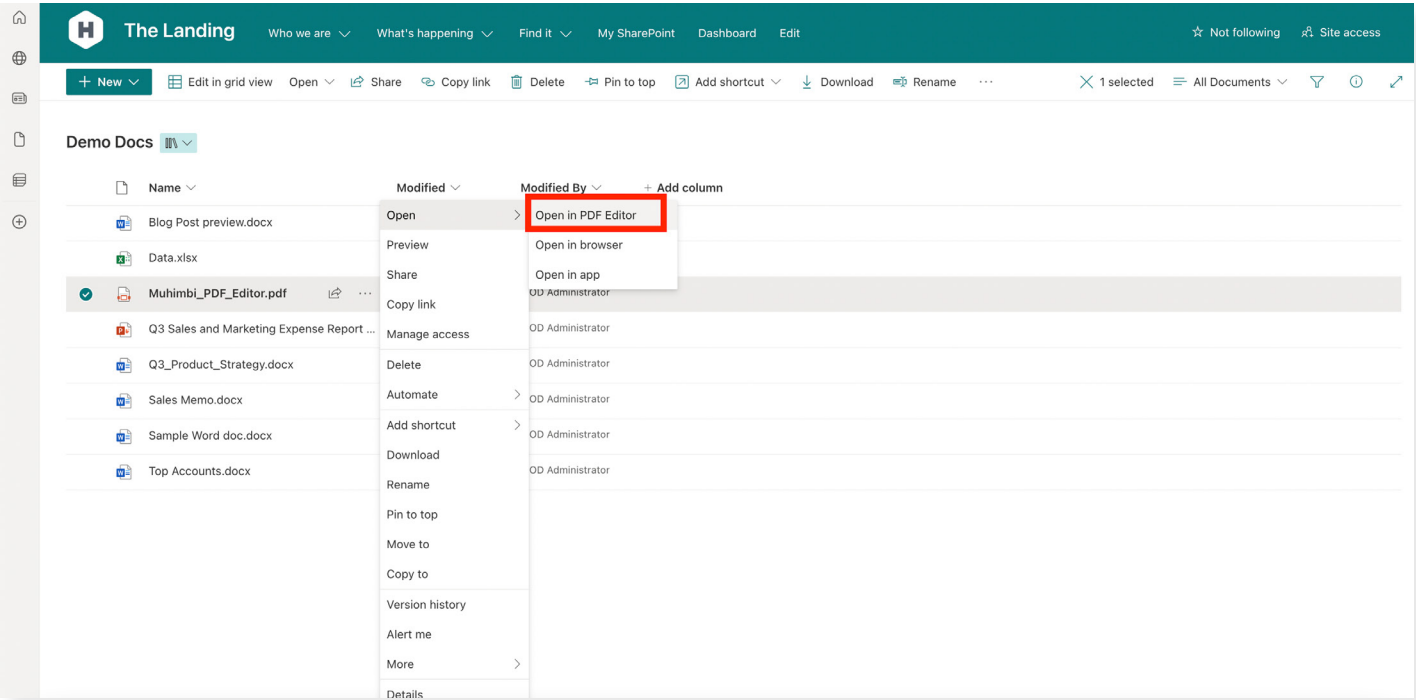 H The Landing Who we are What's happening Find it My SharePoint Dashboard Edit Not following Site access
+ New Edit in grid view Open Share Copy link Delete Pin to top Add shortcut Download Rename ... 1 selected All Documents
Demo Docs
Name Modified Modified By + Add column
Blog Post preview.docx
Data.xlsx
Muhimbi_PDF_Editor.pdf ... OD Administrator
Q3 Sales and Marketing Expense Report ... OD Administrator
Q3_Product_Strategy.docx OD Administrator
Sales Memo.docx OD Administrator
Sample Word doc.docx OD Administrator
Top Accounts.docx OD Administrator
Open
Preview
Share
Copy link
Manage access
Delete
Automate
Add shortcut
Download
Rename
Pin to top
Move to
Copy to
Version history
Alert me
More
Details
Open in PDF Editor
Open in browser
Open in app